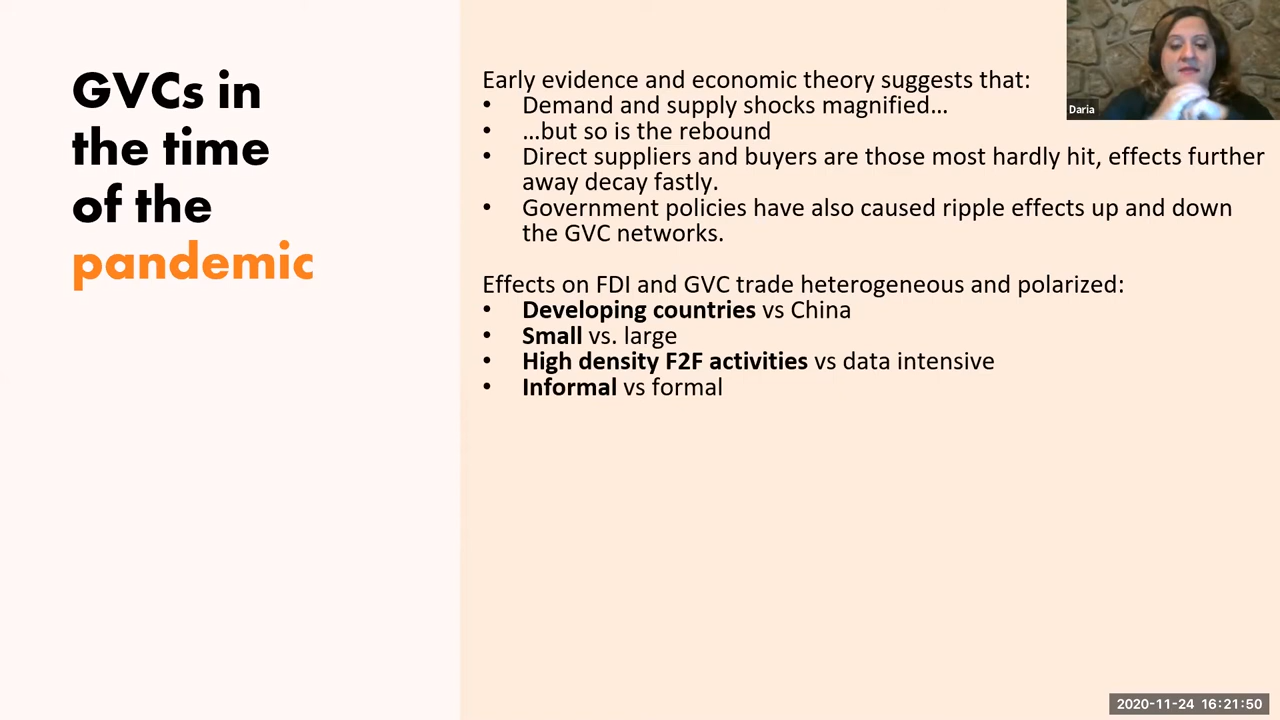 GVCs in
the time
of the
pandemic
Early evidence and economic theory suggests that:
• Demand and supply shocks magnified…
• …but so is the rebound
• Direct suppliers and buyers are those most hardly hit, effects further
away decay fastly.
• Government policies have also caused ripple effects up and down
the GVC networks.
Effects on FDI and GVC trade heterogeneous and polarized:
• Developing countries vs China
• Small vs. large
• High density F2F activities vs data intensive
• Informal vs formal
Daria
2020-11-24 16:21:50